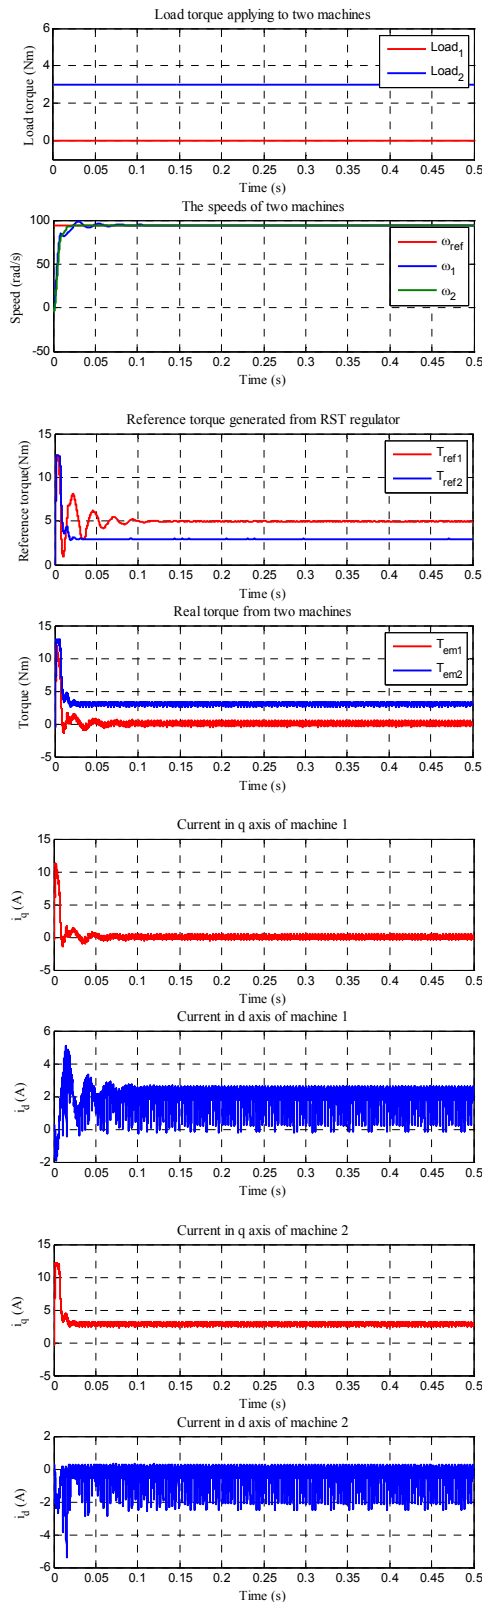 Load torque applying to two machines
Load torque (Nm)
6
4
2
0
Load1
Load2
0 0.05 0.1 0.15 0.2 0.25 0.3 0.35 0.4 0.45 0.5
Time (s)
The speeds of two machines
Speed (rad/s)
100
50
0
-50
ωref
ω1
ω2
0 0.05 0.1 0.15 0.2 0.25 0.3 0.35 0.4 0.45 0.5
Time (s)
Reference torque generated from RST regulator
Reference torque(Nm)
15
10
5
0
Tref1
Tref2
0 0.05 0.1 0.15 0.2 0.25 0.3 0.35 0.4 0.45 0.5
Time (s)
Real torque from two machines
Torque (Nm)
15
10
5
0
-5
Tem1
Tem2
0 0.05 0.1 0.15 0.2 0.25 0.3 0.35 0.4 0.45 0.5
Time (s)
Current in q axis of machine 1
iq (A)
15
10
5
0
-5
0 0.05 0.1 0.15 0.2 0.25 0.3 0.35 0.4 0.45 0.5
Time (s)
Current in d axis of machine 1
id (A)
6
4
2
0
-2
0 0.05 0.1 0.15 0.2 0.25 0.3 0.35 0.4 0.45 0.5
Time (s)
Current in q axis of machine 2
iq (A)
15
10
5
0
-5
0 0.05 0.1 0.15 0.2 0.25 0.3 0.35 0.4 0.45 0.5
Time (s)
Current in d axis of machine 2
id (A)
2
0
-2
-4
-6
0 0.05 0.1 0.15 0.2 0.25 0.3 0.35 0.4 0.45 0.5
Time (s)